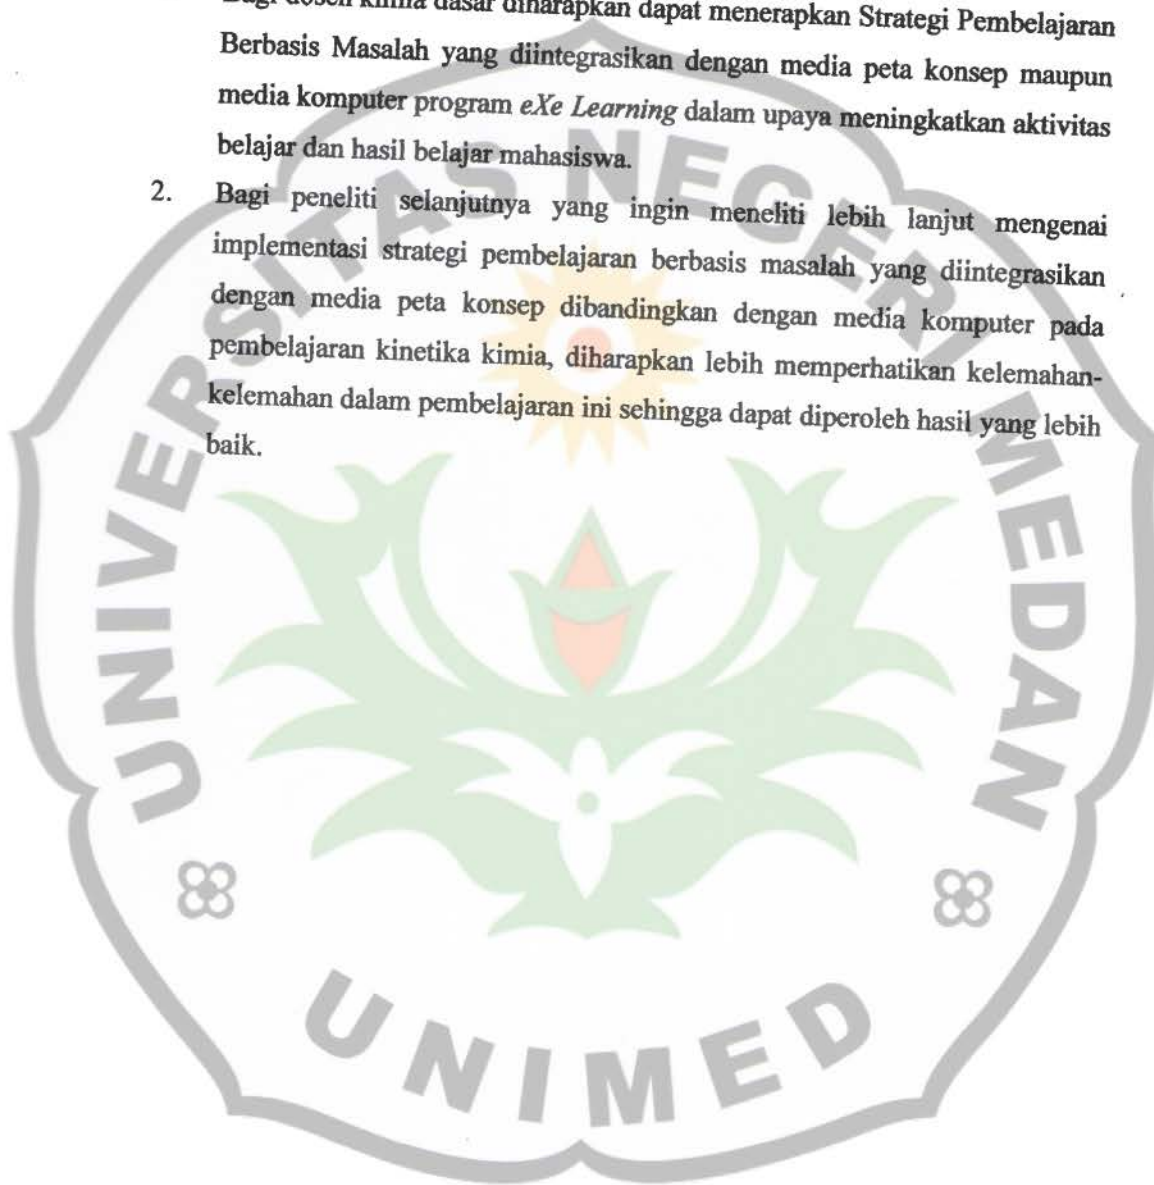 Bagi dosen kimia dasar diharapkan dapat menerapkan Strategi Pembelajaran
Berbasis Masalah yang diintegrasikan dengan media peta konsep maupun
media komputer program eXe Learning dalam upaya meningkatkan aktivitas
belajar dan hasil belajar mahasiswa.
2. Bagi peneliti selanjutnya yang ingin meneliti lebih lanjut mengenai
implementasi strategi pembelajaran berbasis masalah yang diintegrasikan
dengan media peta konsep dibandingkan dengan media komputer pada
pembelajaran kinetika kimia, diharapkan lebih memperhatikan kelemahan-
kelemahan dalam pembelajaran ini sehingga dapat diperoleh hasil yang lebih
baik.
UNIVERSITAS NEGERI MEDAN
UNIMED